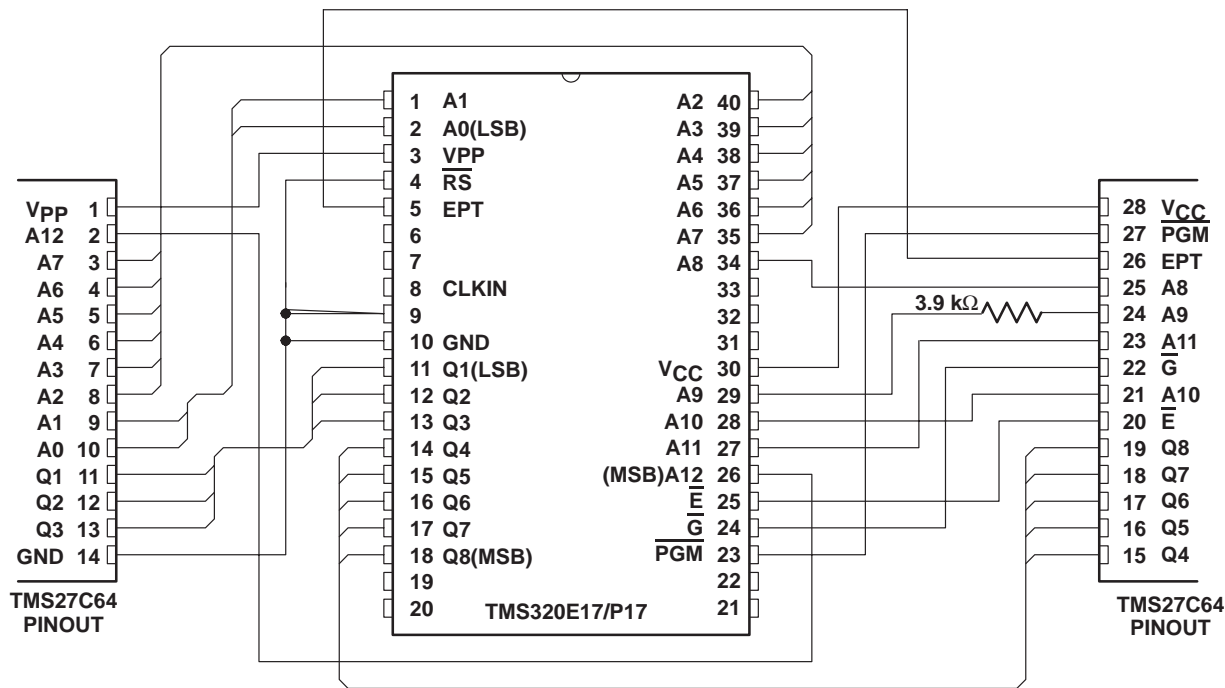 VPP 1
A12 2
A7 3
A6 4
A5 5
A4 6
A3 7
A2 8
A1 9
A0 10
Q1 11
Q2 12
Q3 13
GND 14
TMS27C64
PINOUT
1 A1
2 A0(LSB)
3 VPP
4 RS
5 EPT
6
7
8 CLKIN
9
10 GND
11 Q1(LSB)
12 Q2
13 Q3
14 Q4
15 Q5
16 Q6
17 Q7
18 Q8(MSB)
19
20
A2 40
A3 39
A4 38
A5 37
A6 36
A7 35
A8 34
33
32
31
VCC 30
A9 29
A10 28
A11 27
(MSB)A12 26
E 25
G 24
PGM 23
22
21
TMS320E17/P17
3.9 kΩ
28 VCC
27 PGM
26 EPT
25 A8
24 A9
23 A11
22 G
21 A10
20 E
19 Q8
18 Q7
17 Q6
16 Q5
15 Q4
TMS27C64
PINOUT